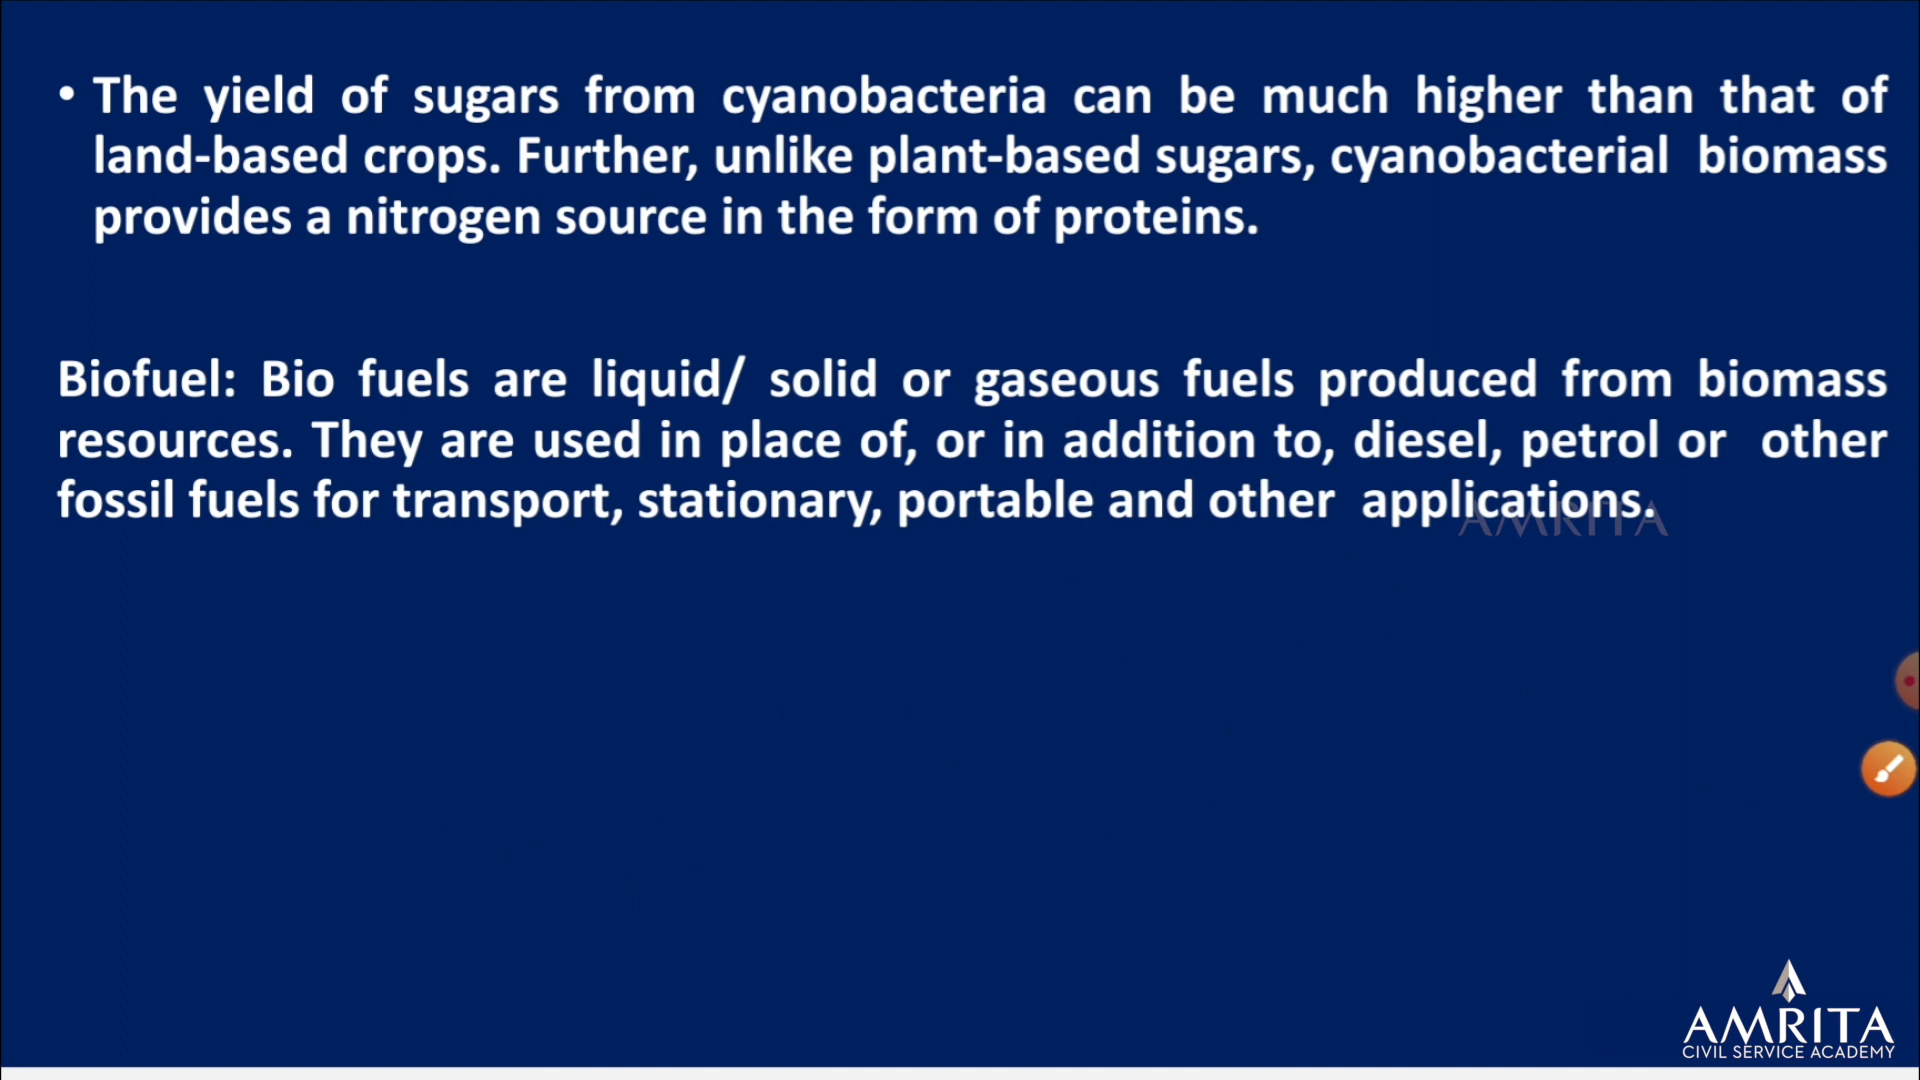 • The yield of sugars from cyanobacteria can be much higher than that of
land-based crops. Further, unlike plant-based sugars, cyanobacterial biomass
provides a nitrogen source in the form of proteins.
Biofuel: Bio fuels are liquid/ solid or gaseous fuels produced from biomass
resources. They are used in place of, or in addition to, diesel, petrol or other
fossil fuels for transport, stationary, portable and other applications.
AMRITA
AMRITA
CIVIL SERVICE ACADEMY